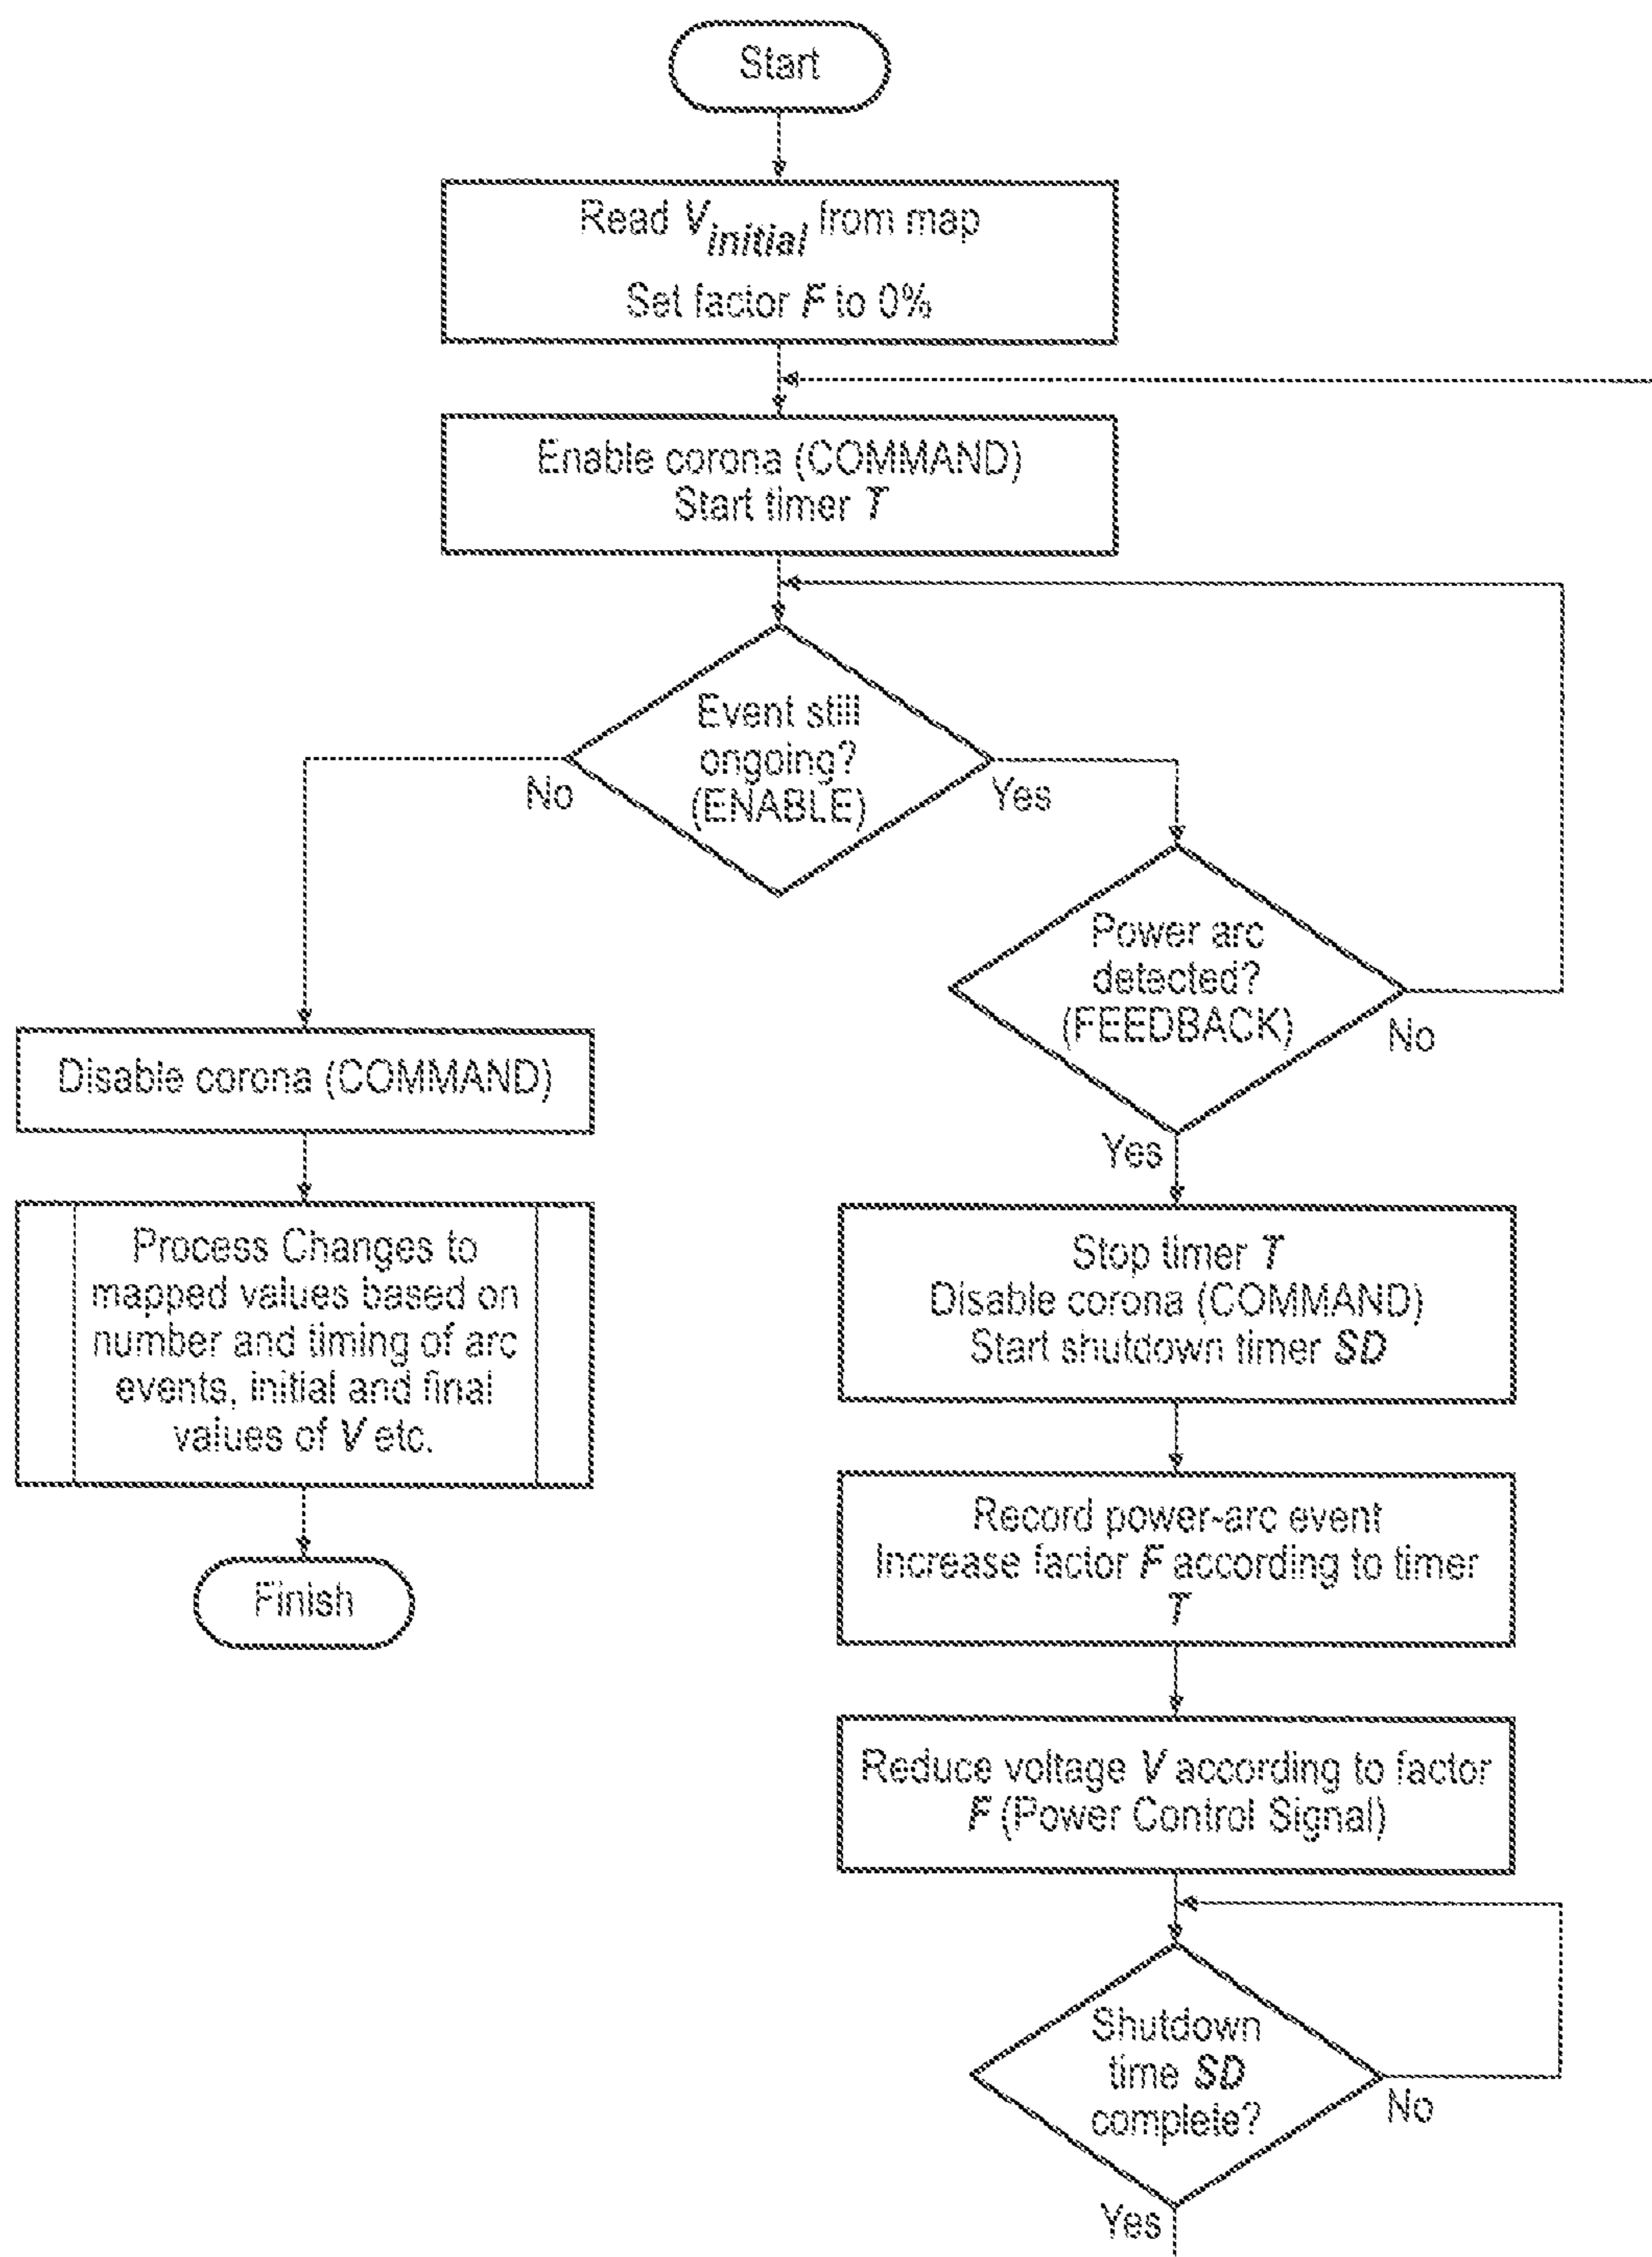 Start
Read V initial from map
Set factor F to 0%
Enable corona (COMMAND)
Start timer T
Event still
ongoing?
(ENABLE)
No
Yes
Power arc
detected?
(FEEDBACK)
No
Yes
Disable corona (COMMAND)
Process Changes to
mapped values based on
number and timing of arc
events, initial and final
values of V etc.
Finish
Stop timer T
Disable corona (COMMAND)
Start shutdown timer SD
Record power-arc event
Increase factor F according to timer
T
Reduce voltage V according to factor
F (Power Control Signal)
Shutdown
time SD
complete?
No
Yes